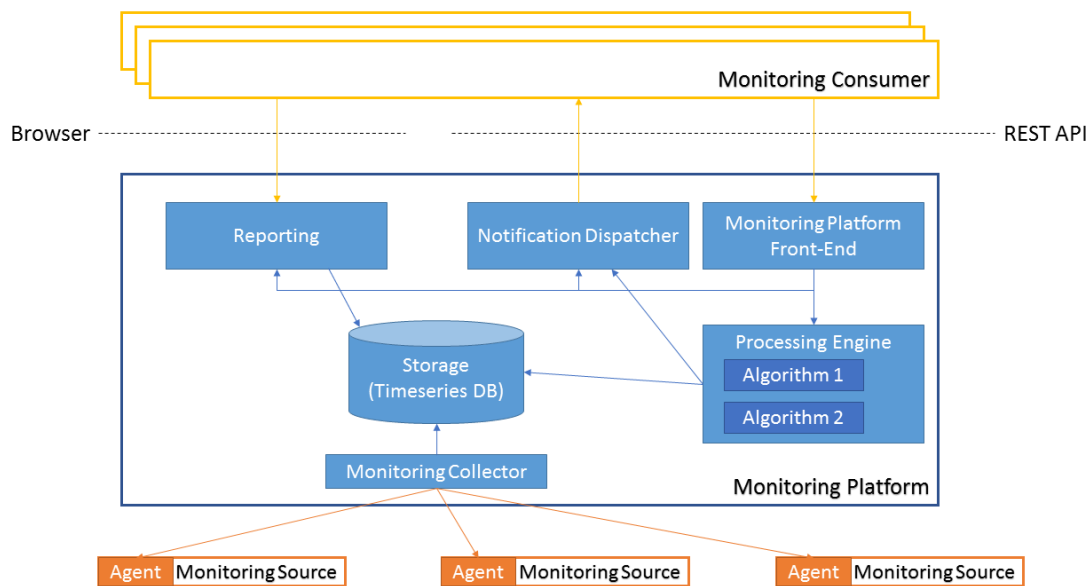 Monitoring Consumer
Browser
REST API
Reporting
Notification Dispatcher
Monitoring Platform
Front-End
Processing Engine
Algorithm 1
Algorithm 2
Storage
(Timeseries DB)
Monitoring Collector
Monitoring Platform
Agent Monitoring Source
Agent Monitoring Source
Agent Monitoring Source